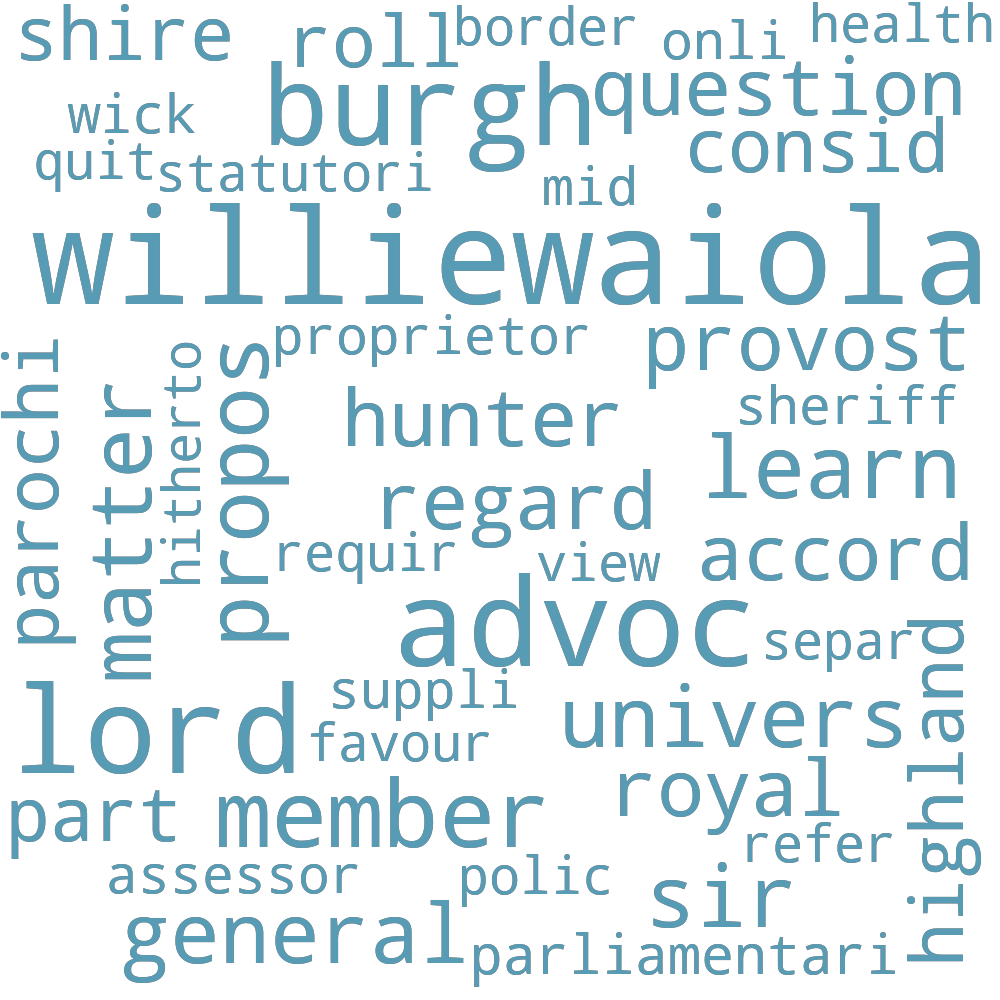 shire
roll
border
onli
health
wick
burgh
question
quit
statutori
consid
mid
williewaiola
proprietor
provost
parochi
matter
hitherto
propos
hunter
sheriff
learn
regard
requir
view
accord
advoc
separ
highland
lord
suppli
favour
univers
part
member
royal
refer
assessor
polic
sir
general
parliamentari